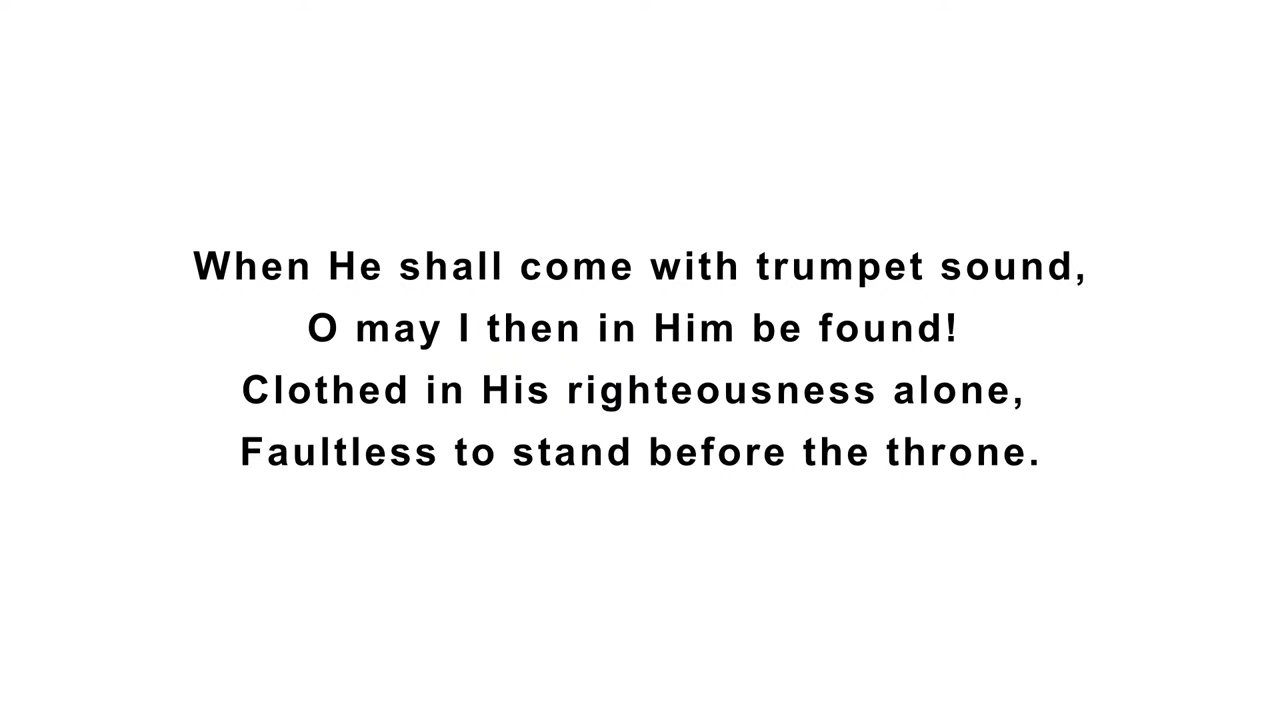 When He shall come with trumpet sound,
O may I then in Him be found!
Clothed in His righteousness alone,
Faultless to stand before the throne.